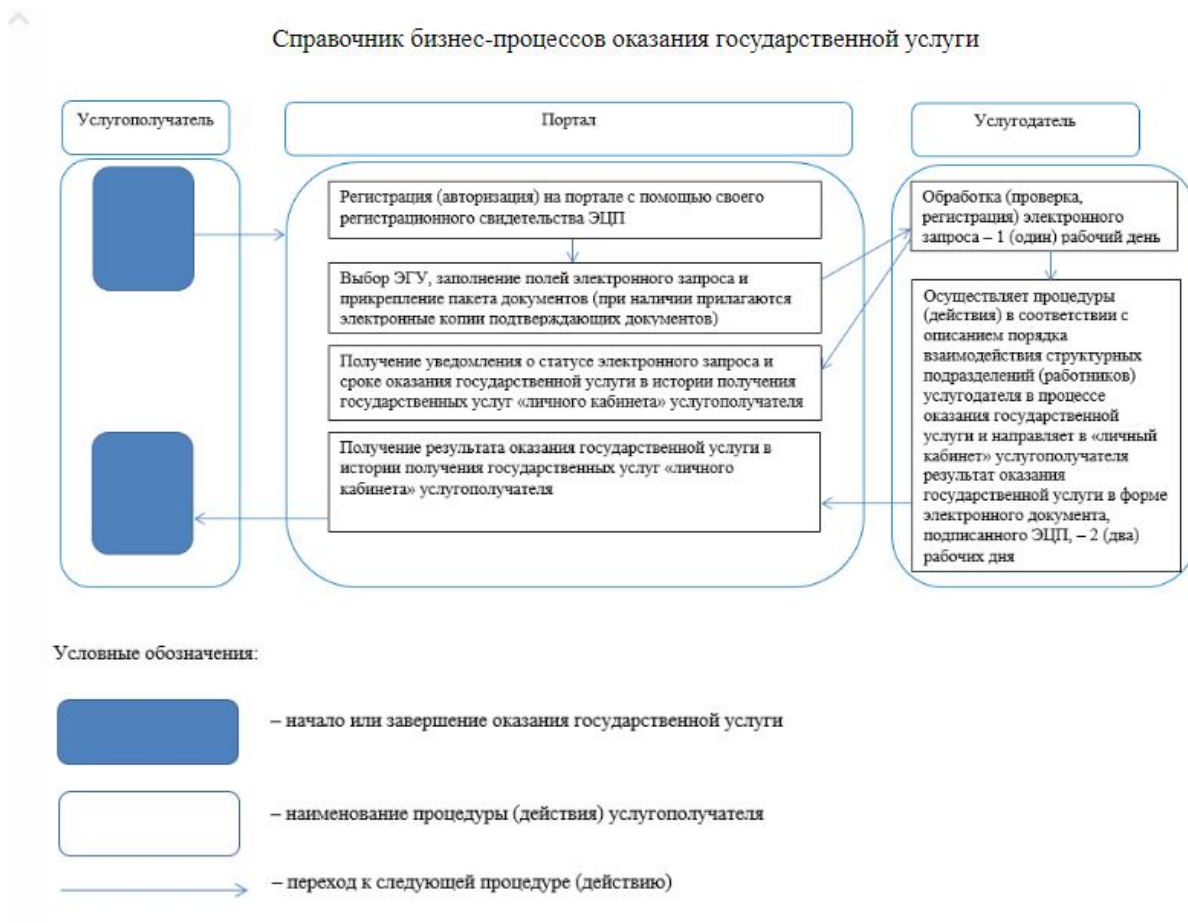 Справочник бизнес-процессов оказания государственной услуги
Услугополучатель
Портал
Услугодатель
Регистрация (авторизация) на портале с помощью своего
регистрационного свидетельства ЭЦП
Выбор ЭГУ, заполнение полей электронного запроса и
прикрепление пакета документов (при наличии прилагаются
электронные копии подтверждающих документов)
Получение уведомления о статусе электронного запроса и
сроке оказания государственной услуги в истории получения
государственных услуг «личного кабинета» услугополучателя
Получение результата оказания государственной услуги в
истории получения государственных услуг «личного
кабинета» услугополучателя
Обработка (проверка,
регистрация) электронного
запроса – 1 (один) рабочий день
Осуществляет процедуры
(действия) в соответствии с
описанием порядка
взаимодействия структурных
подразделений (работников)
услугодателя в процессе
оказания государственной
услуги и направляет в «личный
кабинет» услугополучателя
результат оказания
государственной услуги в форме
электронного документа,
подписанного ЭЦП, – 2 (два)
рабочих дня
Условные обозначения:
– начало или завершение оказания государственной услуги
– наименование процедуры (действия) услугополучателя
– переход к следующей процедуре (действию)